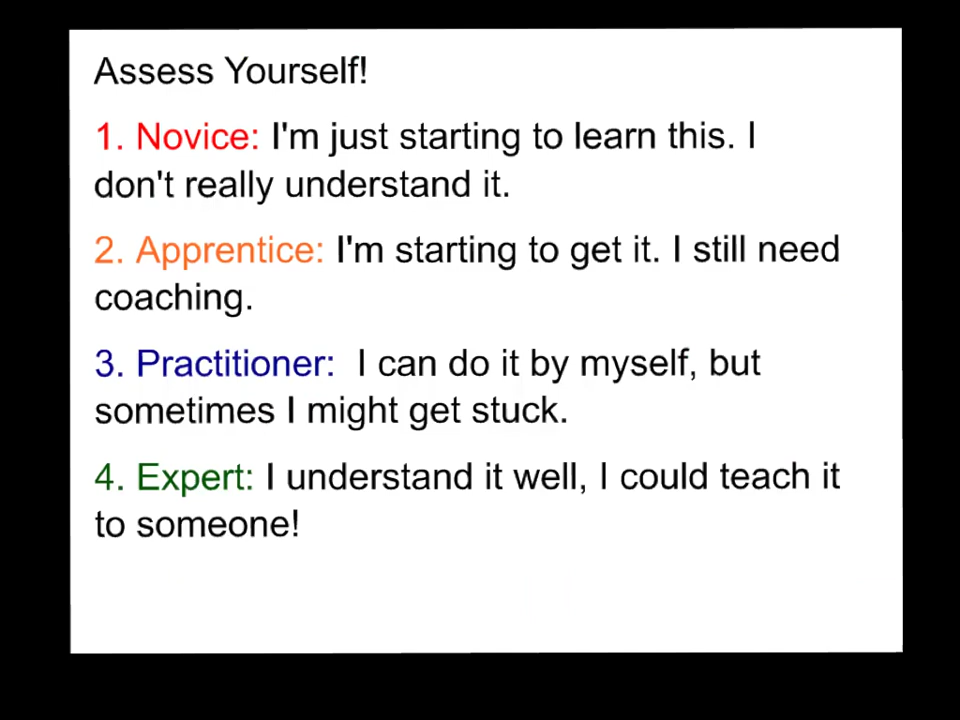 Assess Yourself!
1. Novice: I'm just starting to learn this. I
don't really understand it.
2. Apprentice: I'm starting to get it. I still need
coaching.
3. Practitioner:  I can do it by myself, but
sometimes I might get stuck.
4. Expert: I understand it well, I could teach it
to someone!